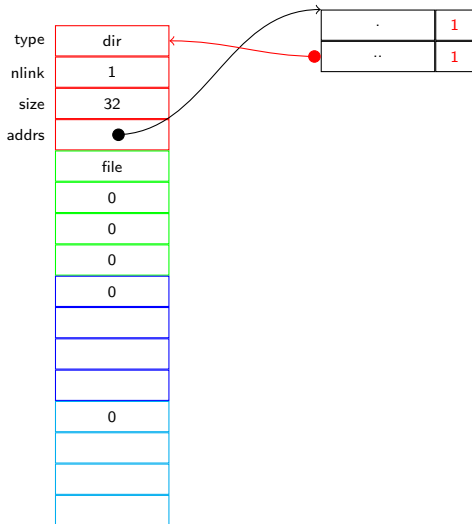 type dir . 1
nlink 1 .. 1
size 32
addrs
file
0
0
0
0
0